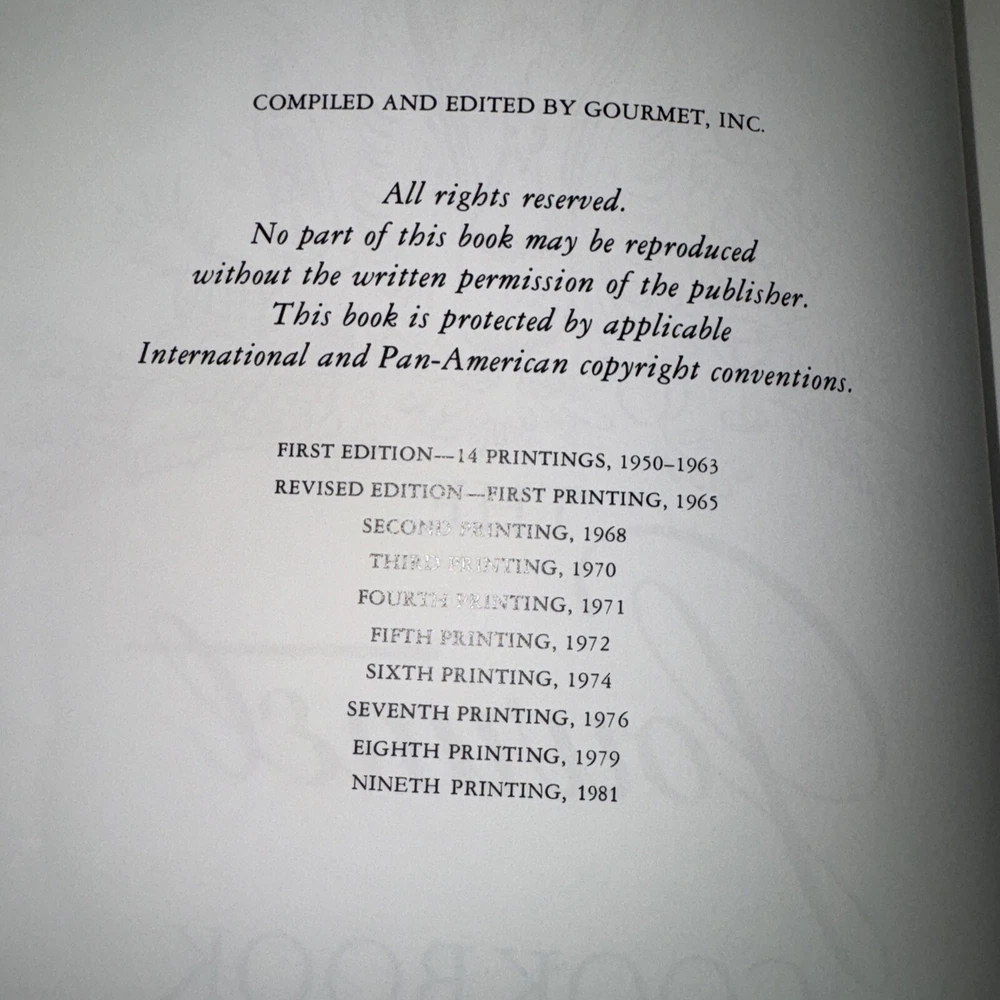 COMPILED AND EDITED BY GOURMET, INC.
All rights reserved.
No part of this book may be reproduced
without the written permission of the publisher.
This book is protected by applicable
International and Pan-American copyright conventions.
FIRST EDITION—14 PRINTINGS, 1950–1963
REVISED EDITION—FIRST PRINTING, 1965
SECOND PRINTING, 1968
THIRD PRINTING, 1970
FOURTH PRINTING, 1971
FIFTH PRINTING, 1972
SIXTH PRINTING, 1974
SEVENTH PRINTING, 1976
EIGHTH PRINTING, 1979
NINETH PRINTING, 1981